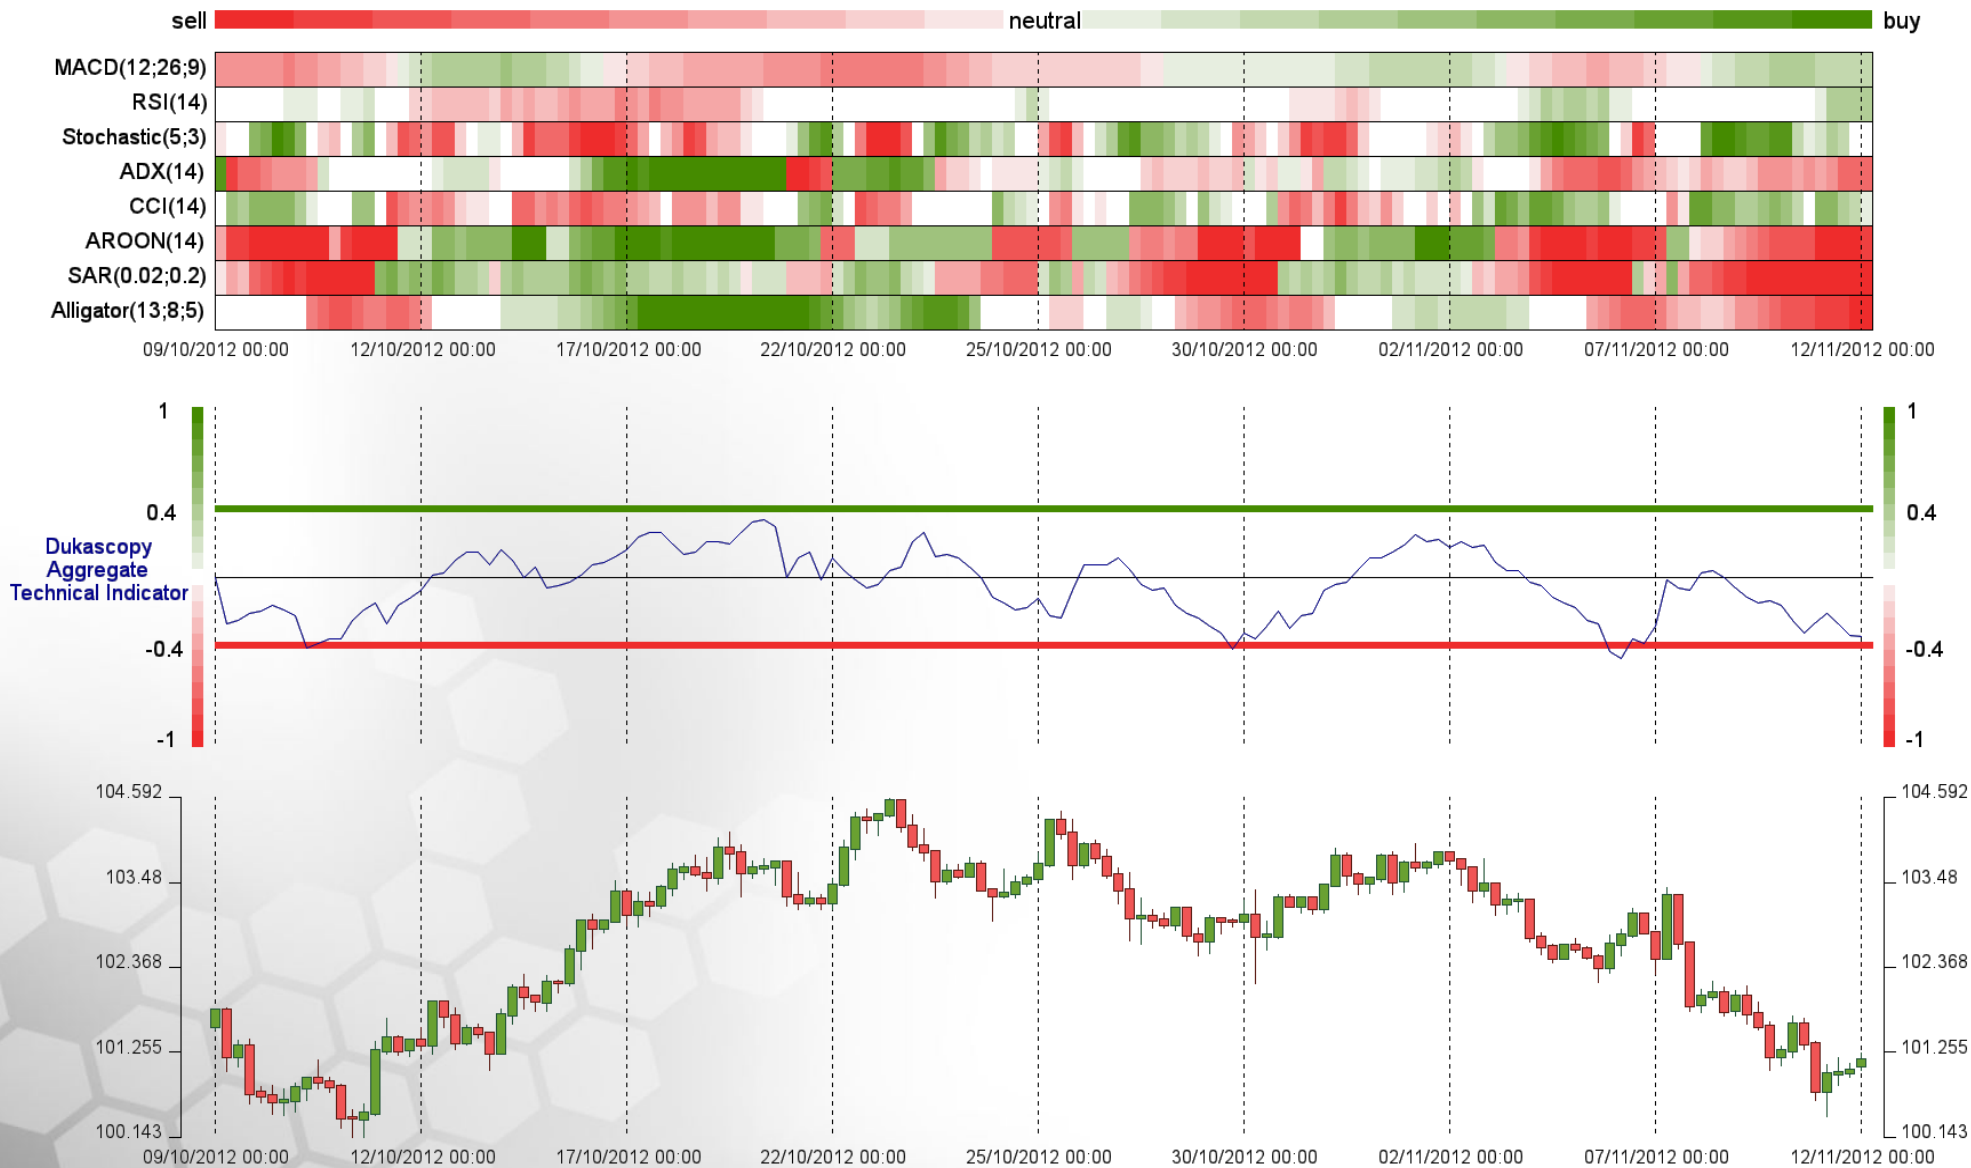 sell neutral buy
MACD(12;26;9)
RSI(14)
Stochastic(5;3)
ADX(14)
CCI(14)
AROON(14)
SAR(0.02;0.2)
Alligator(13;8;5)
09/10/2012 00:00 12/10/2012 00:00 17/10/2012 00:00 22/10/2012 00:00 25/10/2012 00:00 30/10/2012 00:00 02/11/2012 00:00 07/11/2012 00:00 12/11/2012 00:00
1 1
0.4 0.4
Dukascopy
Aggregate
Technical Indicator
-0.4 -0.4
-1 -1
104.592 104.592
103.48 103.48
102.368 102.368
101.255 101.255
100.143 100.143
09/10/2012 00:00 12/10/2012 00:00 17/10/2012 00:00 22/10/2012 00:00 25/10/2012 00:00 30/10/2012 00:00 02/11/2012 00:00 07/11/2012 00:00 12/11/2012 00:00